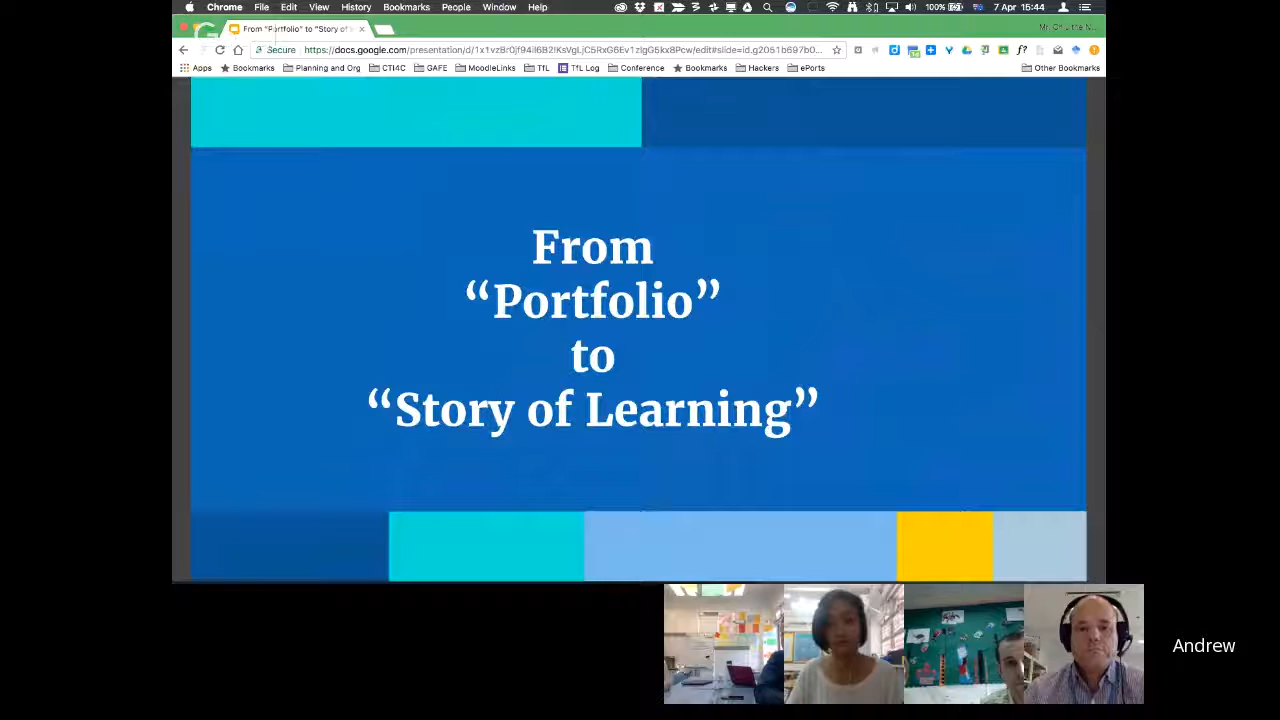 Chrome File Edit View History Bookmarks People Window Help 100% 7 Apr 15:44
From "Portfolio" to "Story of
Secure
Apps Bookmarks Planning and Org CTI4C GAFE MoodleLinks TfL TfL Log Conference Bookmarks Hackers ePorts Other Bookmarks
From
“Portfolio”
to
“Story of Learning”
Andrew